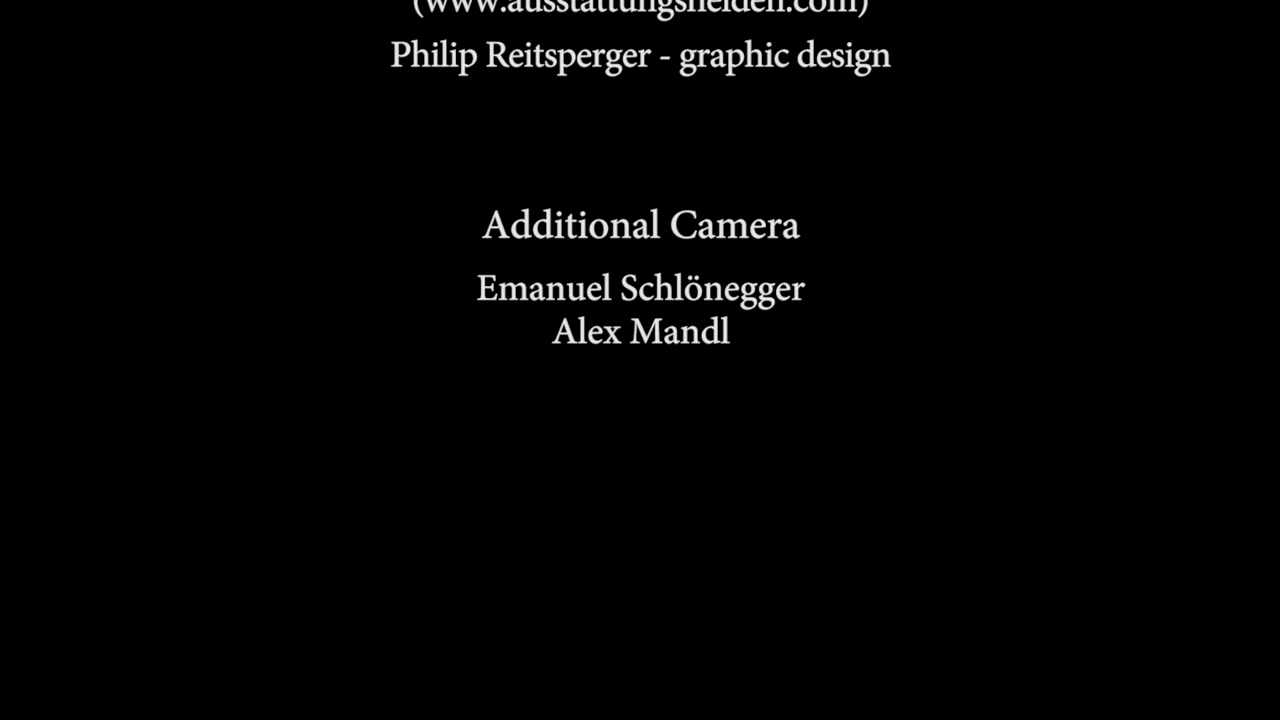 (www.ausstattungshelden.com)
Philip Reitsperger - graphic design
Additional Camera
Emanuel Schlönegger
Alex Mandl